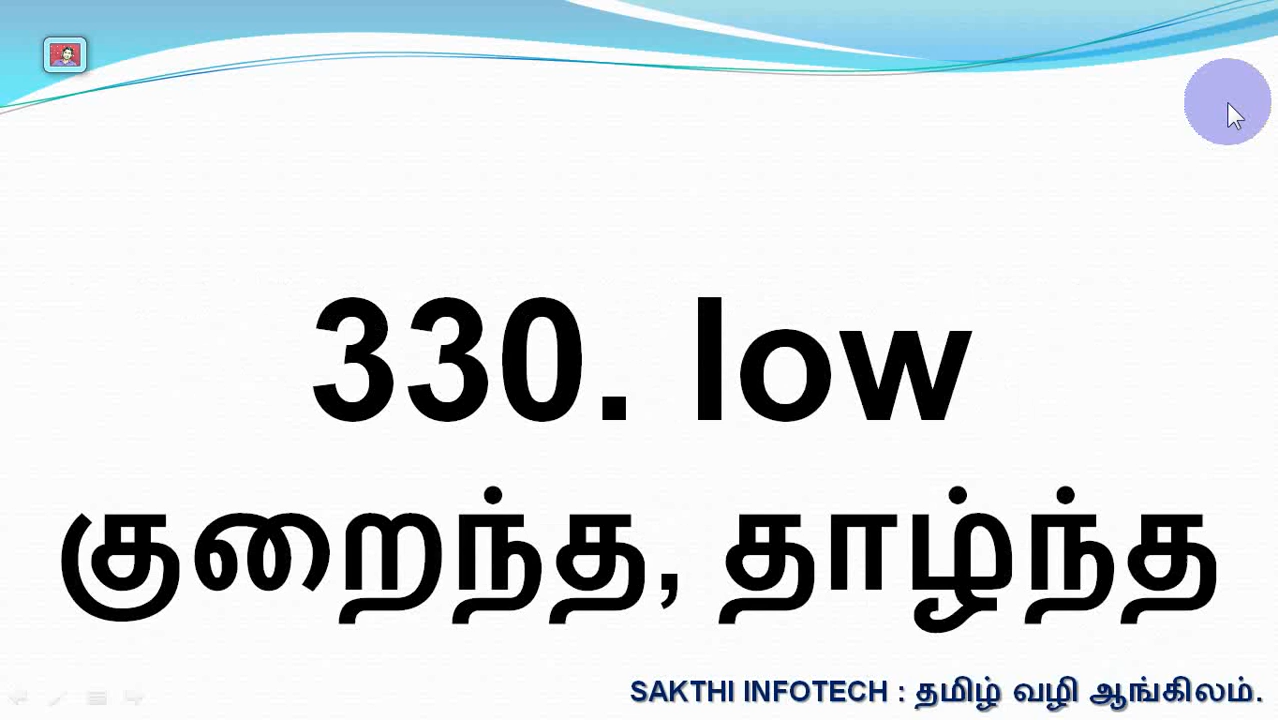 330. low
குறைந்த, தாழ்ந்த
SAKTHI INFOTECH : தமிழ் வழி ஆங்கிலம்.